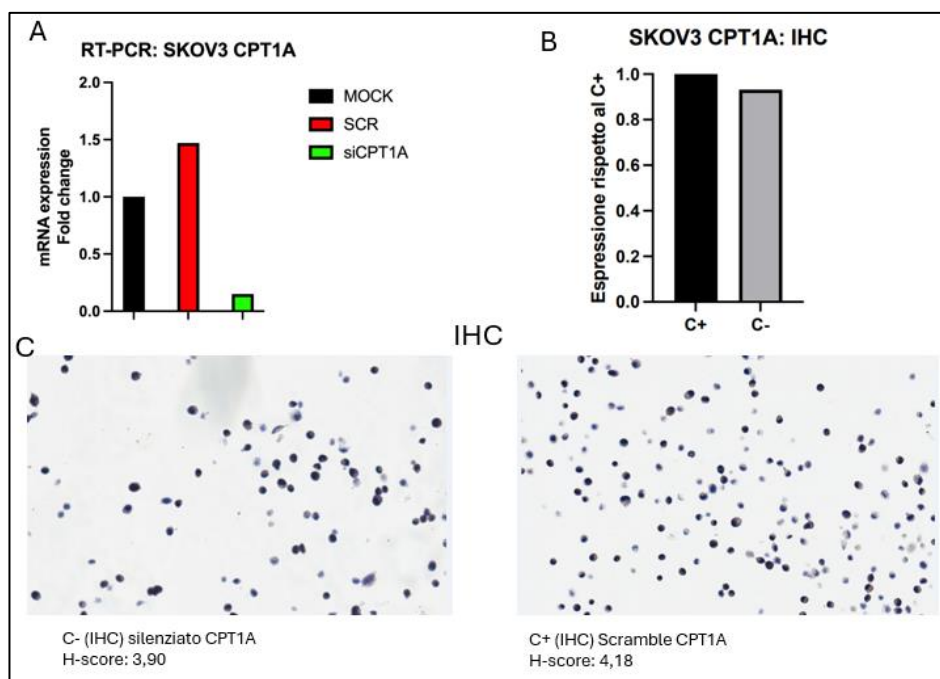 A
RT-PCR: SKOV3 CPT1A
2.0
1.5
1.0
0.5
0.0
mRNA expression
Fold change
MOCK
SCR
siCPT1A
B
SKOV3 CPT1A: IHC
1.0
0.8
0.6
0.4
0.2
0.0
Espressione rispetto al C+
C+
C-
C
IHC
C- (IHC) silenziato CPT1A
H-score: 3,90
C+ (IHC) Scramble CPT1A
H-score: 4,18